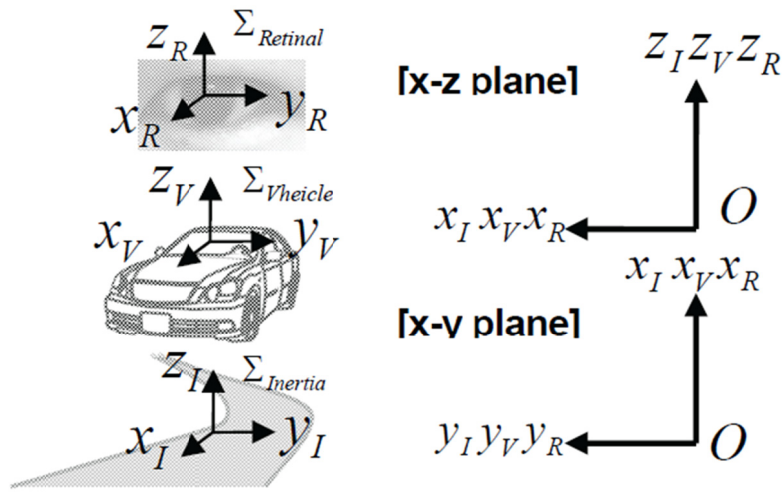 z_R Σ_Retinal
x_R y_R
z_V Σ_Vheicle
x_V y_V
z_I Σ_Inertia
x_I y_I
[x-z plane]
z_I z_V z_R
x_I x_V x_R O
[x-y plane]
x_I x_V x_R
y_I y_V y_R O